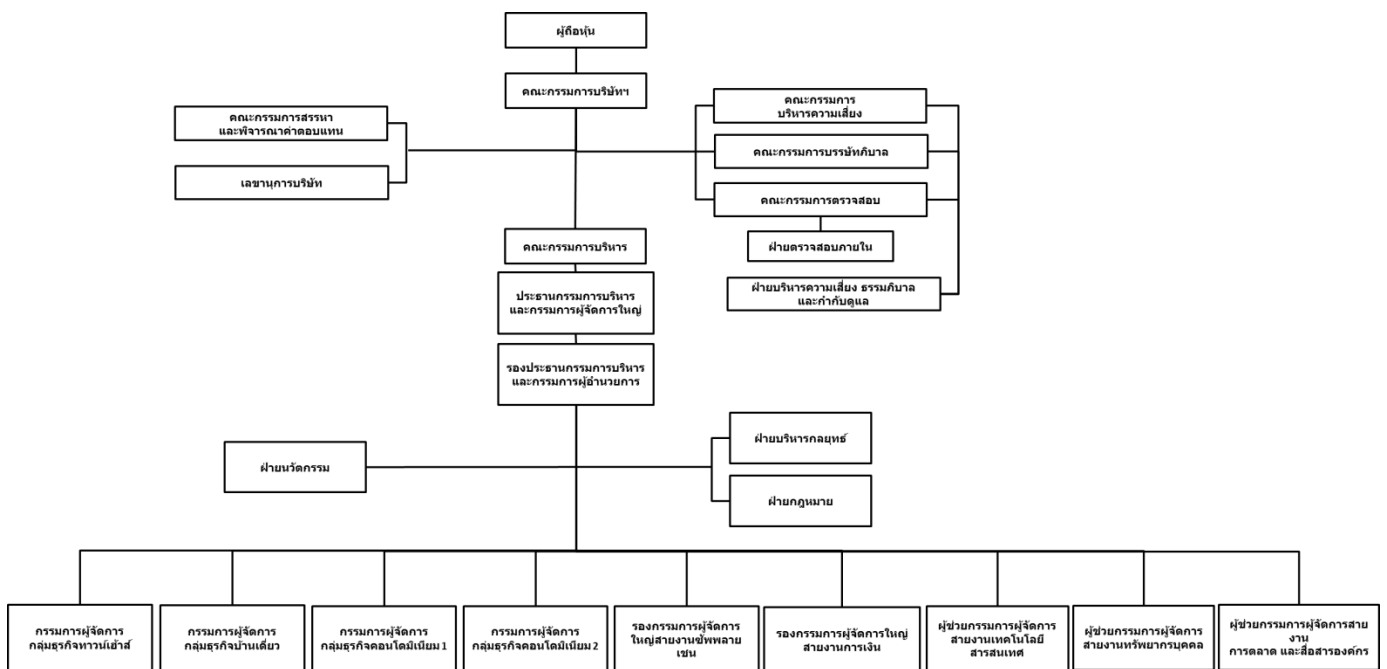 ผู้ถือหุ้น
คณะกรรมการบริษัทฯ
คณะกรรมการสรรหา
และพิจารณาค่าตอบแทน
เลขานุการบริษัท
คณะกรรมการ
บริหารความเสี่ยง
คณะกรรมการบรรษัทภิบาล
คณะกรรมการตรวจสอบ
ฝ่ายตรวจสอบภายใน
ฝ่ายบริหารความเสี่ยง ธรรมภิบาล
และกำกับดูแล
คณะกรรมการบริหาร
ประธานกรรมการบริหาร
และกรรมการผู้จัดการใหญ่
รองประธานกรรมการบริหาร
และกรรมการผู้อำนวยการ
ฝ่ายนวัตกรรม
ฝ่ายบริหารกลยุทธ์
ฝ่ายกฎหมาย
กรรมการผู้จัดการ
กลุ่มธุรกิจทาวน์เฮ้าส์
กรรมการผู้จัดการ
กลุ่มธุรกิจบ้านเดี่ยว
กรรมการผู้จัดการ
กลุ่มธุรกิจคอนโดมิเนียม1
กรรมการผู้จัดการ
กลุ่มธุรกิจคอนโดมิเนียม2
รองกรรมการผู้จัดการ
ใหญ่สายงานซัพพลาย
เชน
รองกรรมการผู้จัดการใหญ่
สายงานการเงิน
ผู้ช่วยกรรมการผู้จัดการ
สายงานเทคโนโลยี
สารสนเทศ
ผู้ช่วยกรรมการผู้จัดการ
สายงานทรัพยากรบุคคล
ผู้ช่วยกรรมการผู้จัดการสาย
งาน
การตลาด และสื่อสารองค์กร